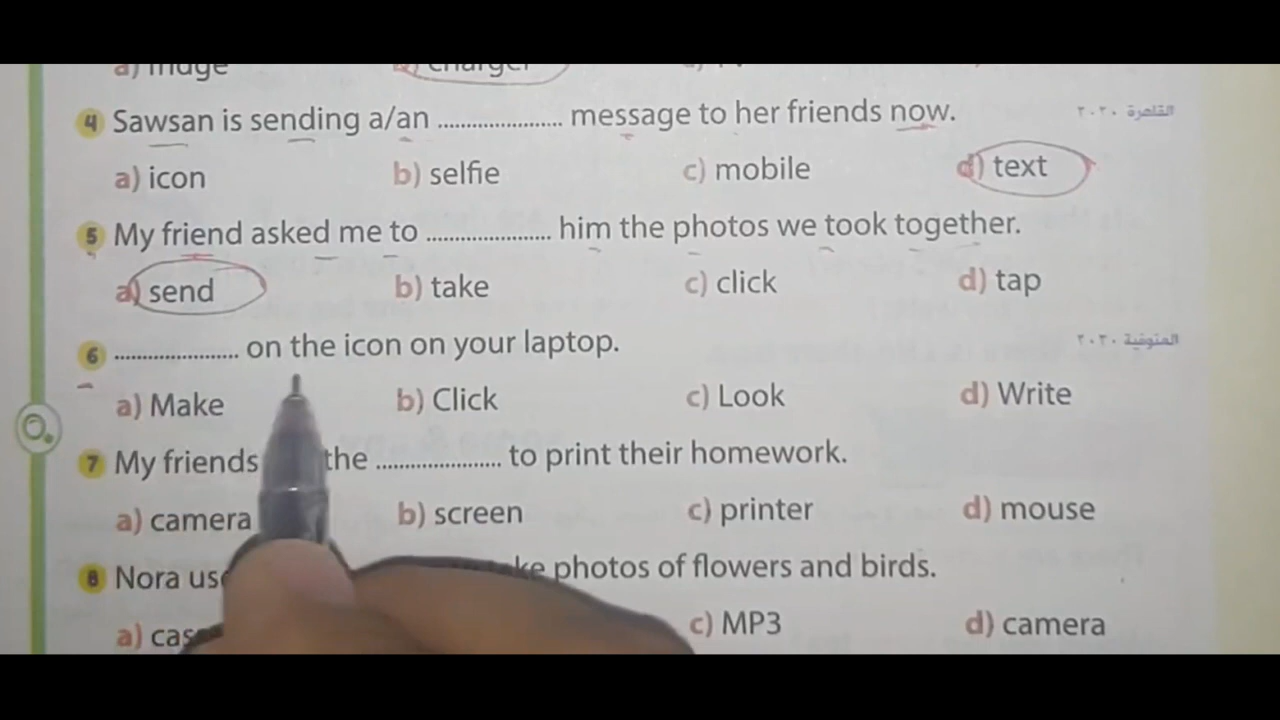 b) charger
4 Sawsan is sending a/an ...................... message to her friends now. القاهرة ٢٠٢٠
a) icon b) selfie c) mobile d) text
5 My friend asked me to ...................... him the photos we took together.
a) send b) take c) click d) tap
6 ...................... on the icon on your laptop. المنوفية ٢٠٢٠
a) Make b) Click c) Look d) Write
7 My friends the ...................... to print their homework.
a) camera b) screen c) printer d) mouse
8 Nora photos of flowers and birds.
a) c) MP3 d) camera